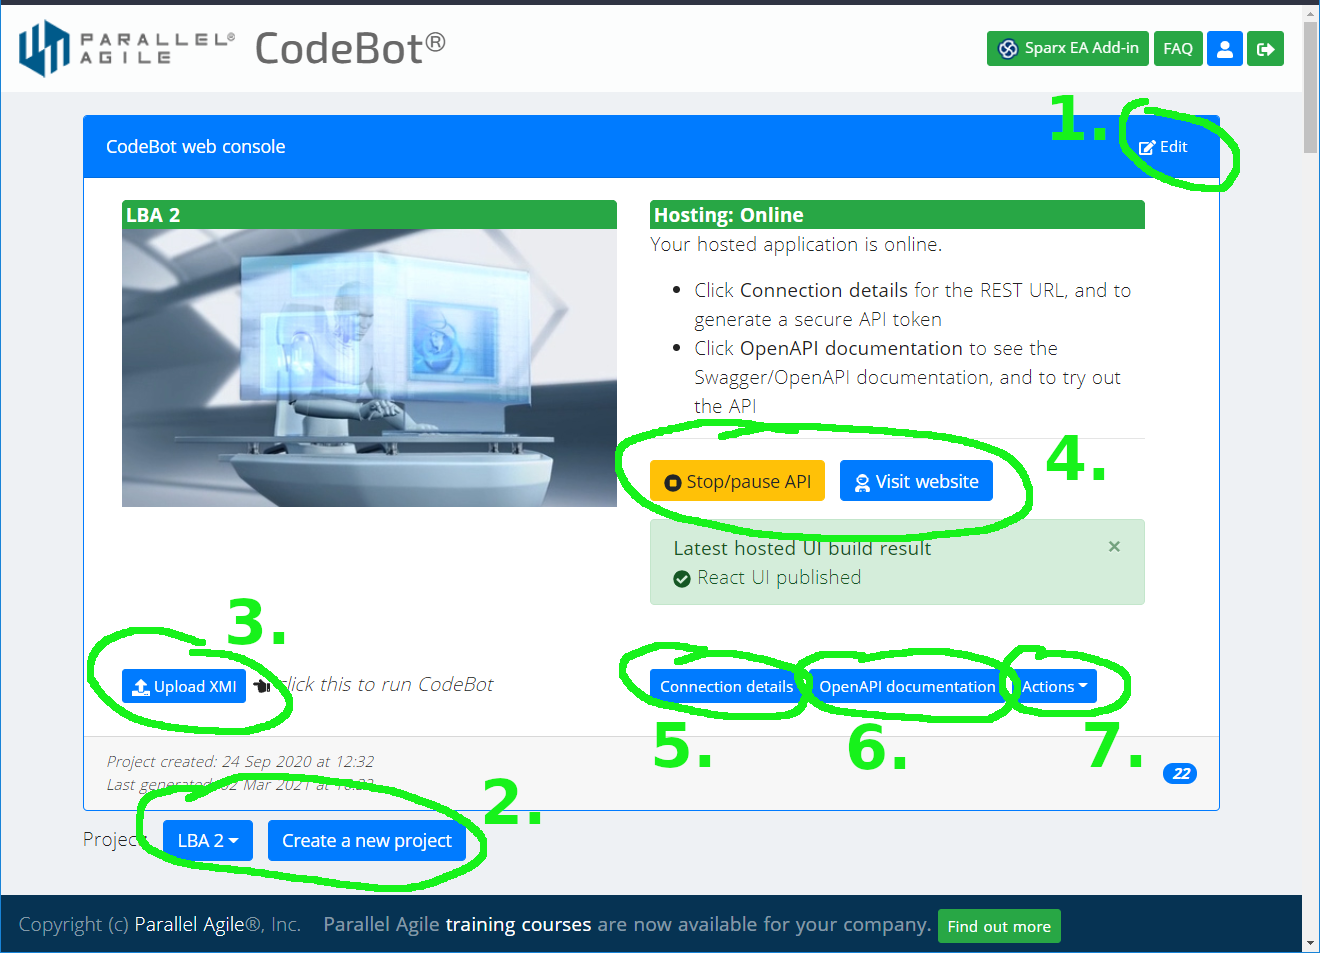 PARALLEL®
AGILE
CodeBot®
Sparx EA Add-in
FAQ
1.
CodeBot web console
Edit
LBA 2
Hosting: Online
Your hosted application is online.
Click Connection details for the REST URL, and to
generate a secure API token
Click OpenAPI documentation to see the
Swagger/OpenAPI documentation, and to try out
the API
4.
Stop/pause API
Visit website
Latest hosted UI build result
×
React UI published
3.
Upload XMI
click this to run CodeBot
Connection details
OpenAPI documentation
Actions
5.
6.
7.
Project created: 24 Sep 2020 at 12:32
Last generated: 02 Mar 2021 at
22
2.
Project:
LBA 2
Create a new project
Copyright (c) Parallel Agile®, Inc.
Parallel Agile training courses are now available for your company.
Find out more